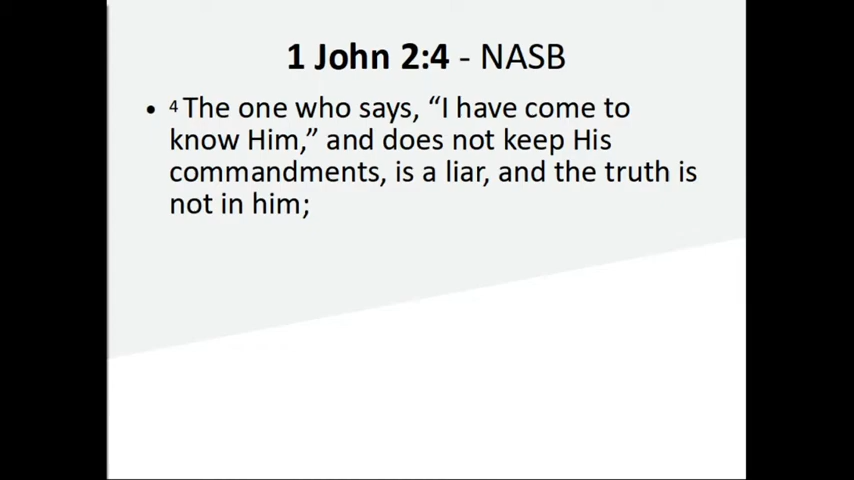 1 John 2:4 - NASB
• 4 The one who says, “I have come to
know Him,” and does not keep His
commandments, is a liar, and the truth is
not in him;